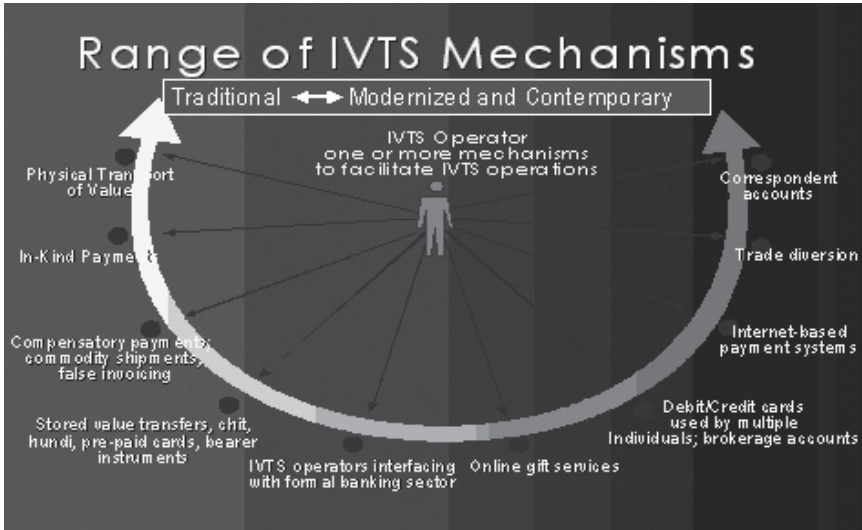 Range of IVTS Mechanisms
Traditional ↔ Modernized and Contemporary
IVTS Operator
one or more mechanisms
to facilitate IVTS operations
Physical Transport
of Value
In-Kind Payments
Compensatory payments;
commodity shipments,
false invoicing
Stored value transfers, chit,
hundi, pre-paid cards, bearer
instruments
IVTS operators interfacing
with formal banking sector
Online gift services
Debit/Credit cards
used by multiple
Individuals; brokerage accounts
Internet-based
payment systems
Trade diversion
Correspondent
accounts